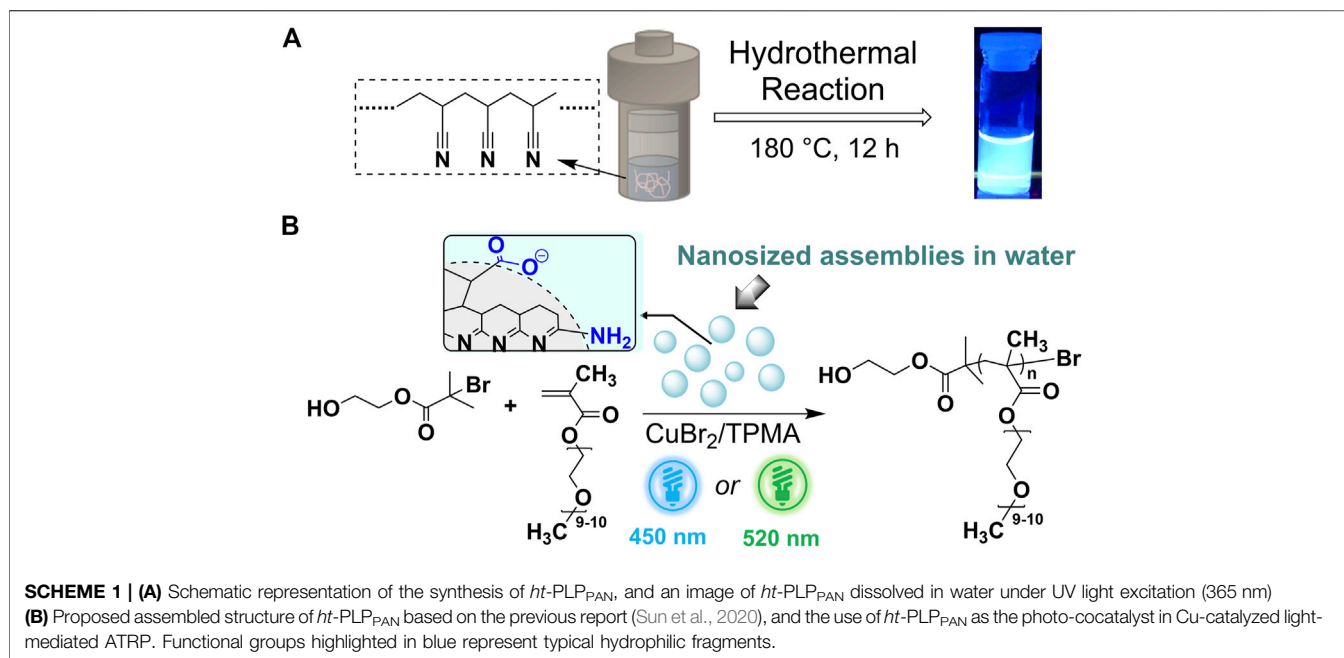 A
Hydrothermal
Reaction
180 °C, 12 h
N N N
B
O
O⊖
Nanosized assemblies in water
N N N NH₂
HO O Br
O
+
CH₃
O
O
O
H₃C 9-10
CuBr₂/TPMA
or
450 nm 520 nm
HO O
O
CH₃
Br
n
O
O
O
H₃C 9-10
SCHEME 1 | (A) Schematic representation of the synthesis of ht-PLP_PAN, and an image of ht-PLP_PAN dissolved in water under UV light excitation (365 nm)
(B) Proposed assembled structure of ht-PLP_PAN based on the previous report (Sun et al., 2020), and the use of ht-PLP_PAN as the photo-cocatalyst in Cu-catalyzed light-
mediated ATRP. Functional groups highlighted in blue represent typical hydrophilic fragments.